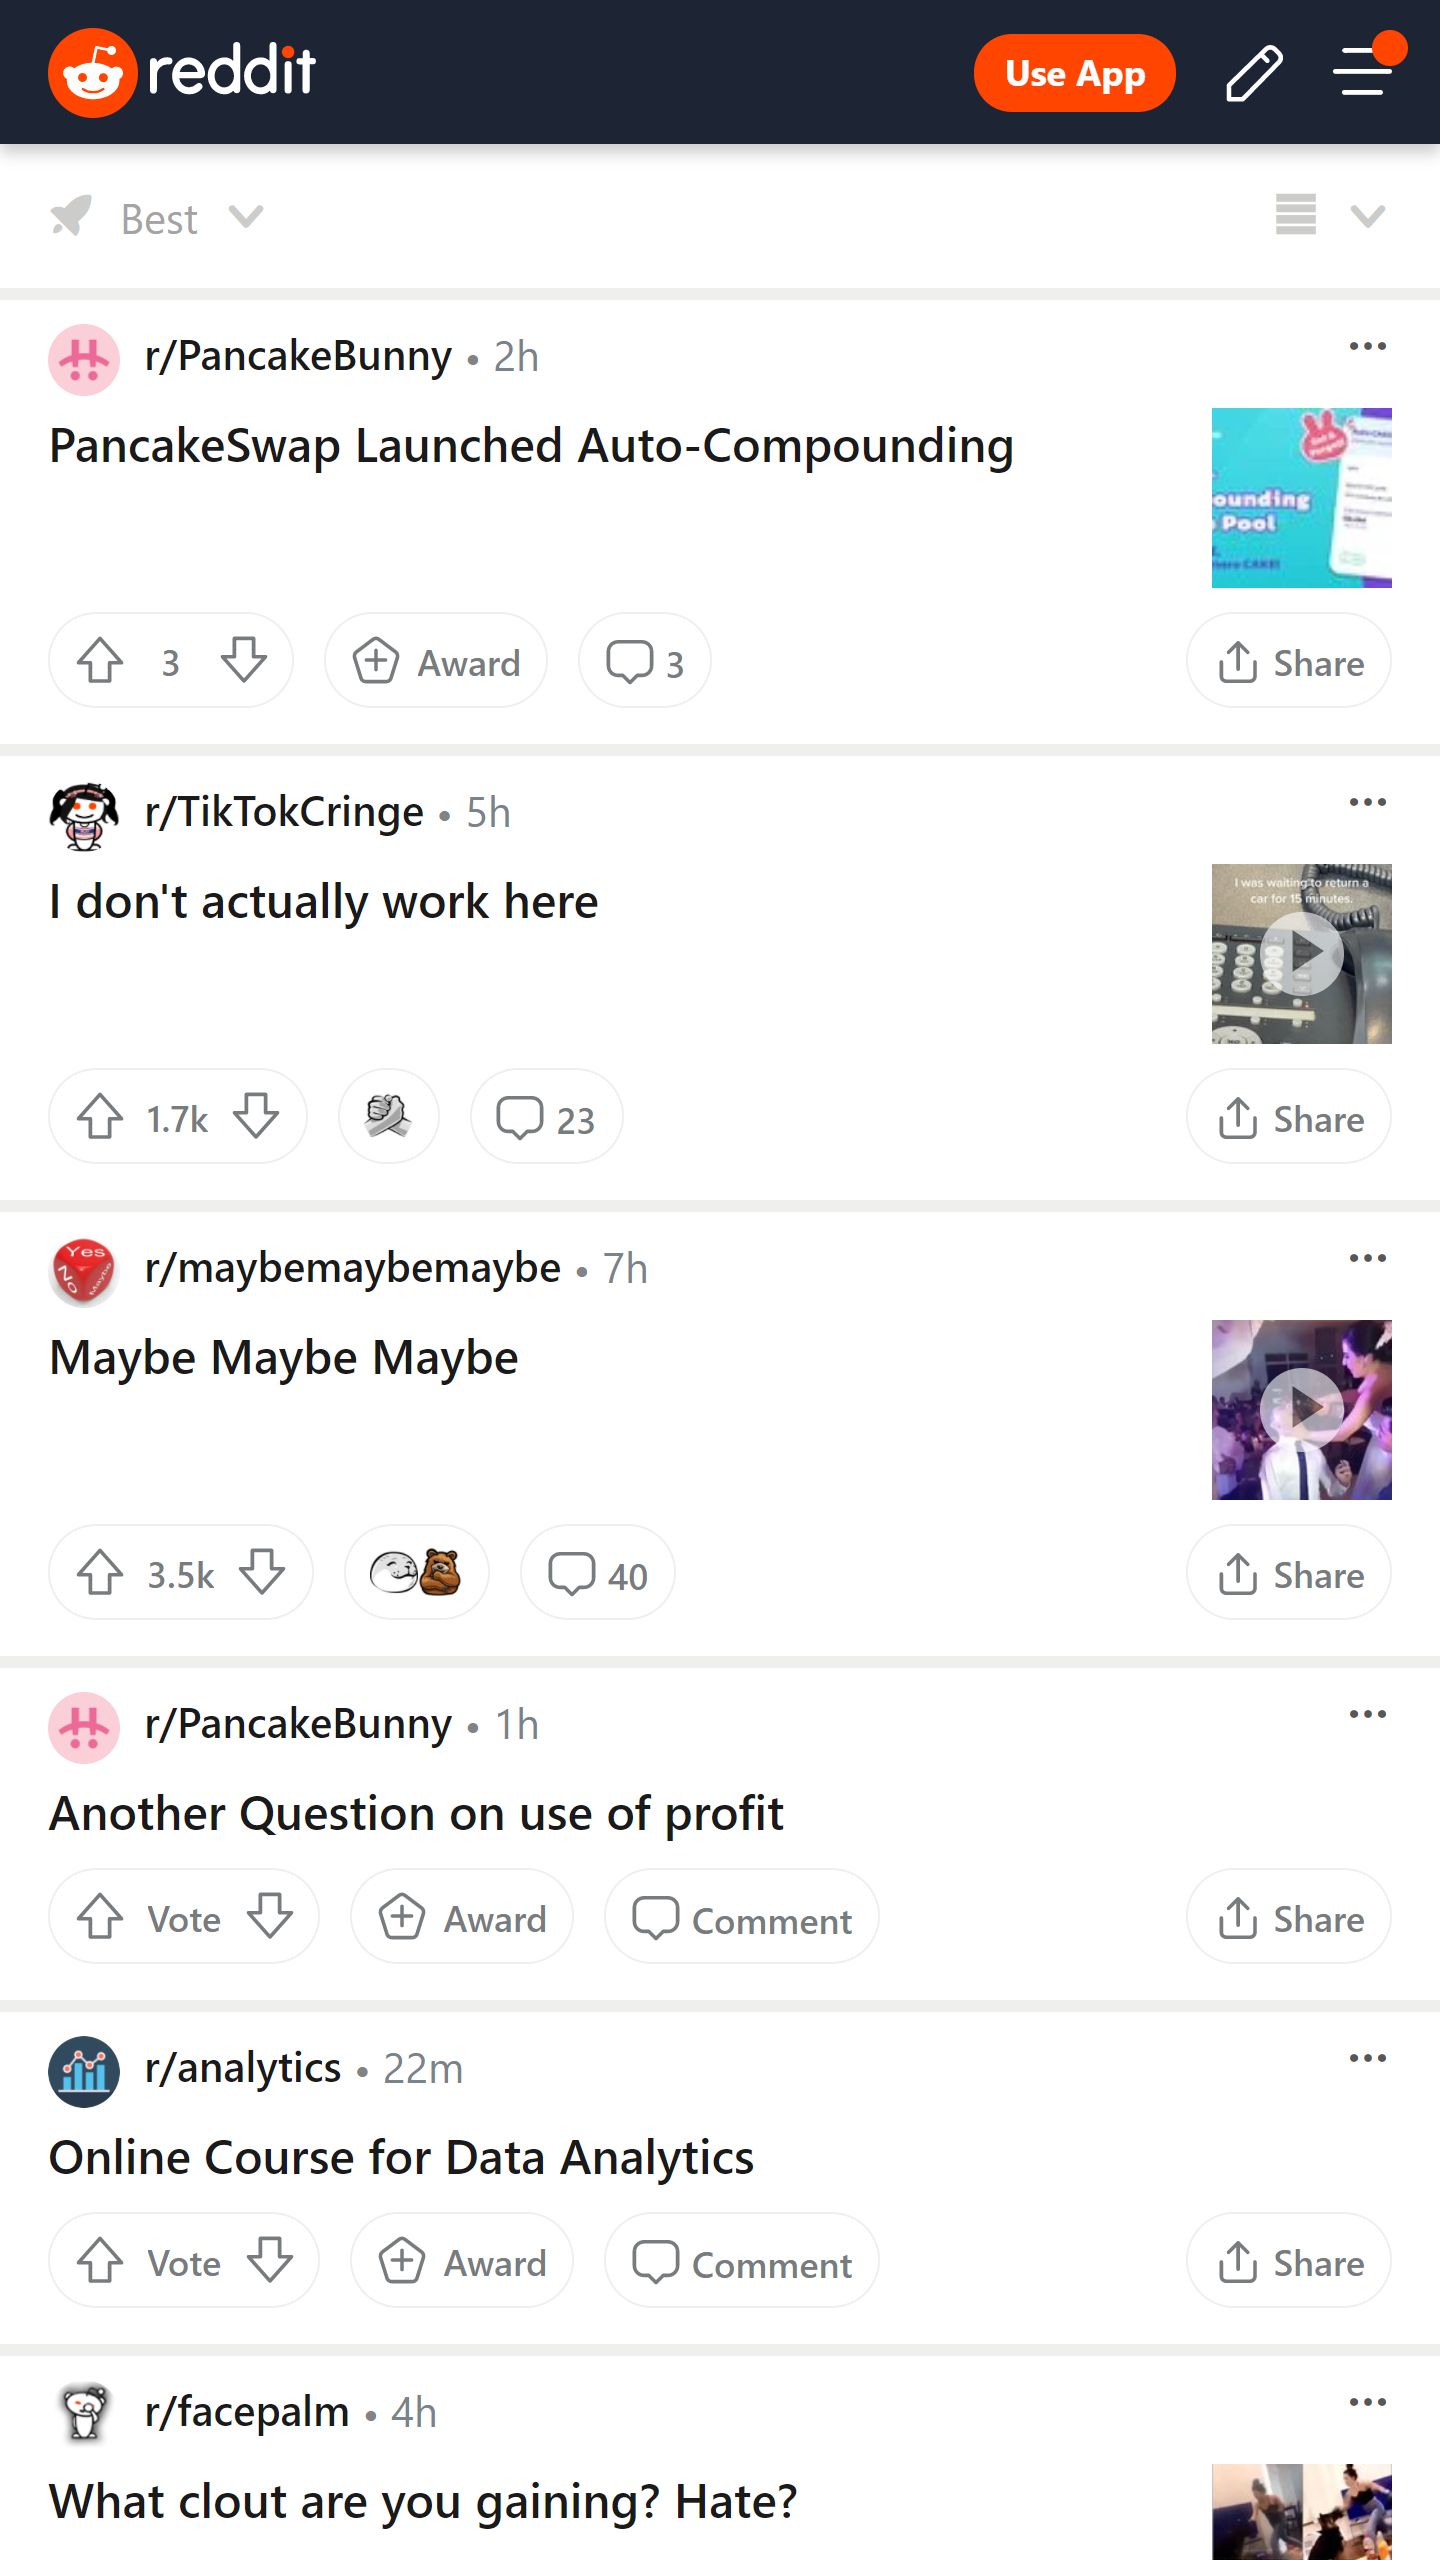 reddit
Use App
Best
r/PancakeBunny • 2h
PancakeSwap Launched Auto-Compounding
ounding
Pool
3
Award
3
Share
r/TikTokCringe • 5h
I don't actually work here
I was waiting to return a
car for 15 minutes.
1.7k
23
Share
r/maybemaybemaybe • 7h
Yes
No
Maybe
Maybe Maybe Maybe
3.5k
40
Share
r/PancakeBunny • 1h
Another Question on use of profit
Vote
Award
Comment
Share
r/analytics • 22m
Online Course for Data Analytics
Vote
Award
Comment
Share
r/facepalm • 4h
What clout are you gaining? Hate?